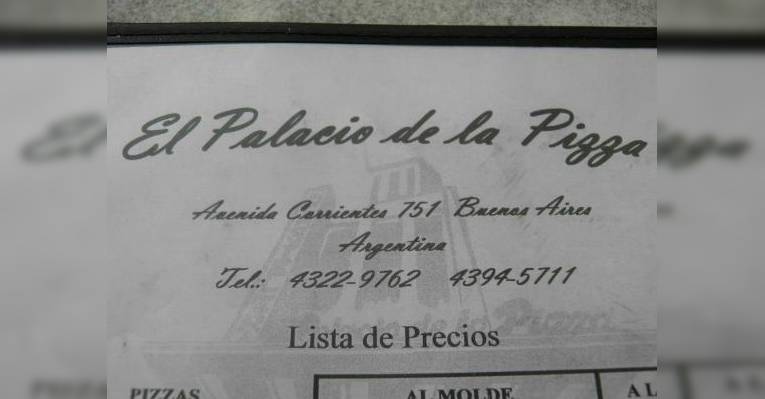 El Palacio de la Pizza
Avenida Corrientes 751 Buenos Aires
Argentina
Tel.: 4322-9762 4394-5711
Lista de Precios
PIZZAS AL MOLDE A L